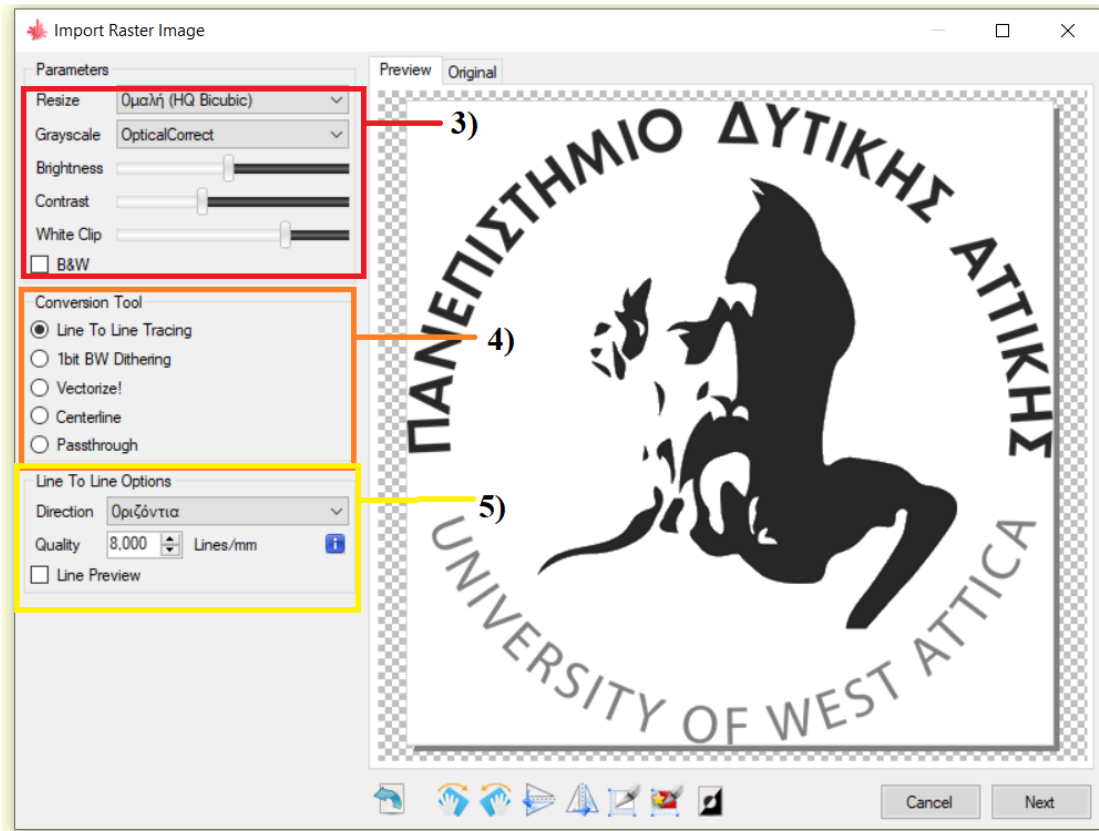 Import Raster Image
Parameters
Resize Ομαλή (HQ Bicubic)
Grayscale OpticalCorrect
Brightness
Contrast
White Clip
B&W
3)
Conversion Tool
Line To Line Tracing
1bit BW Dithering
Vectorize!
Centerline
Passthrough
4)
Line To Line Options
Direction Οριζόντια
Quality 8,000 Lines/mm
Line Preview
5)
Preview Original
ΠΑΝΕΠΙΣΤΗΜΙΟ ΔΥΤΙΚΗΣ ΑΤΤΙΚΗΣ
UNIVERSITY OF WEST ATTICA
Cancel Next